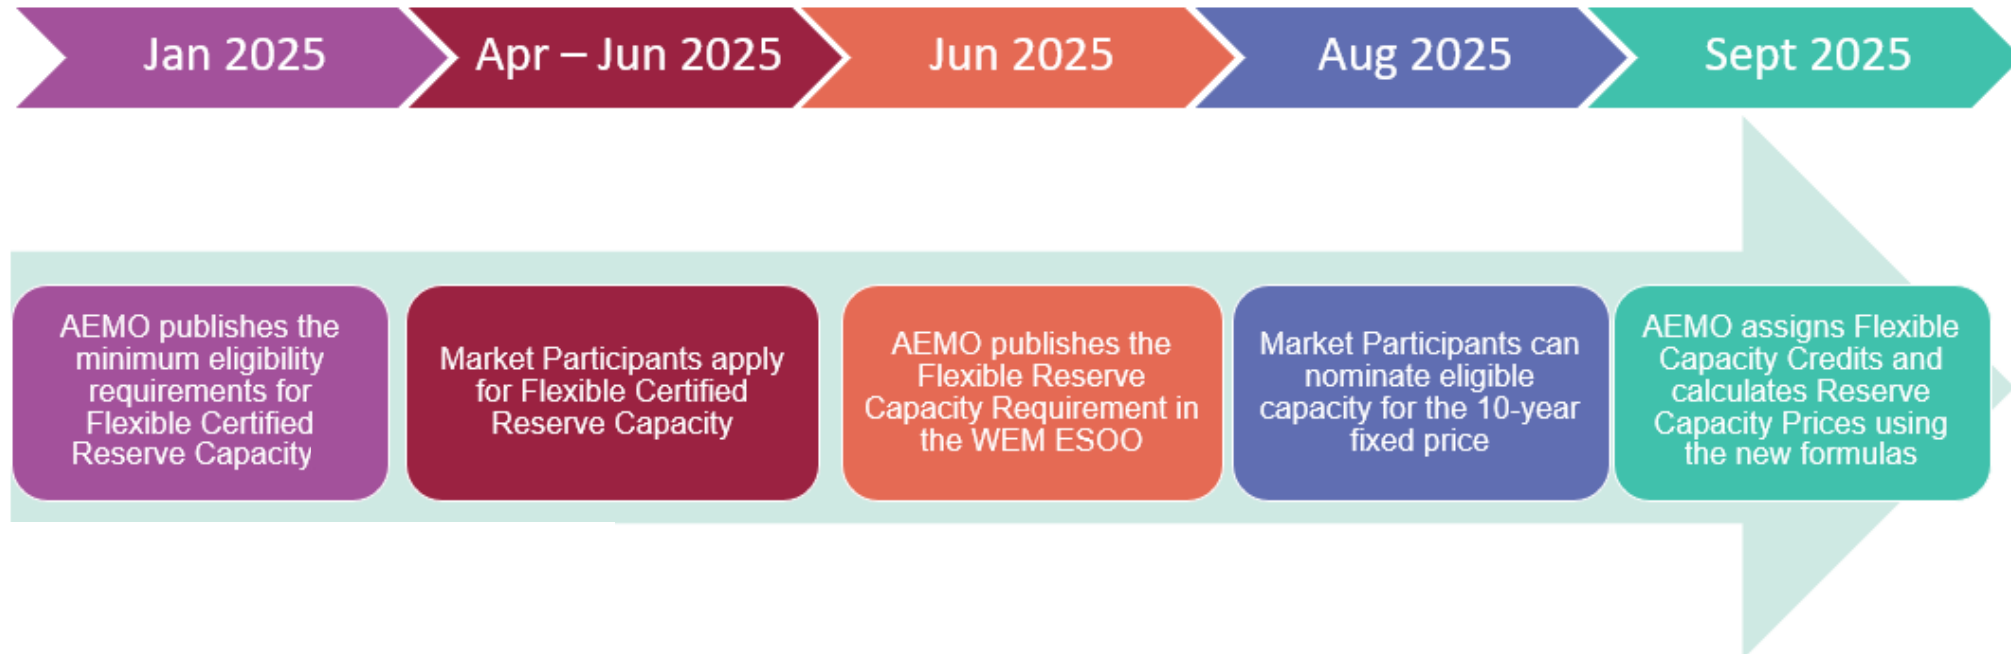 Jan 2025
Apr – Jun 2025
Jun 2025
Aug 2025
Sept 2025
AEMO publishes the
minimum eligibility
requirements for
Flexible Certified
Reserve Capacity
Market Participants apply
for Flexible Certified
Reserve Capacity
AEMO publishes the
Flexible Reserve
Capacity Requirement in
the WEM ESOO
Market Participants can
nominate eligible
capacity for the 10-year
fixed price
AEMO assigns Flexible
Capacity Credits and
calculates Reserve
Capacity Prices using
the new formulas